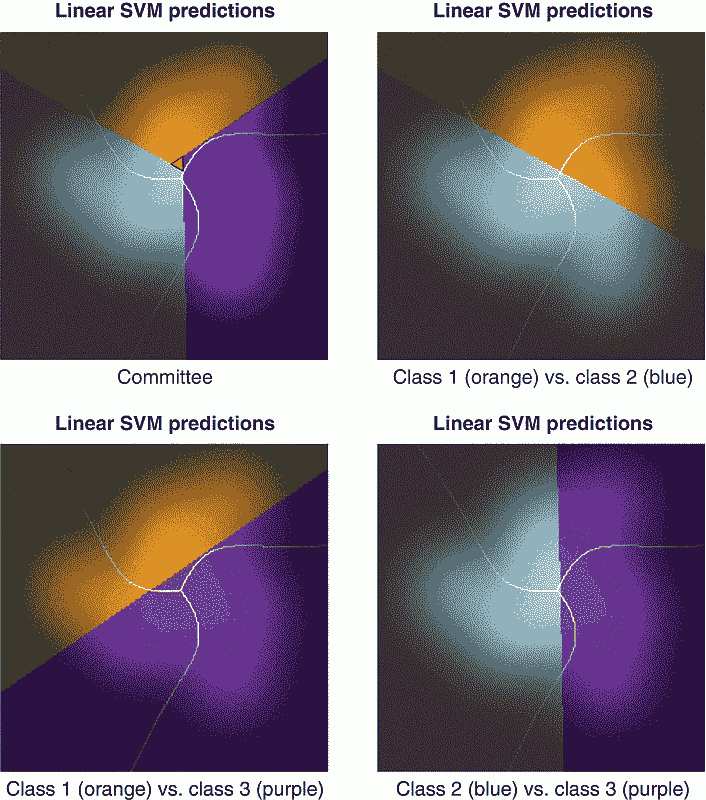 Linear SVM predictions
Linear SVM predictions
Committee
Class 1 (orange) vs. class 2 (blue)
Linear SVM predictions
Linear SVM predictions
Class 1 (orange) vs. class 3 (purple)
Class 2 (blue) vs. class 3 (purple)